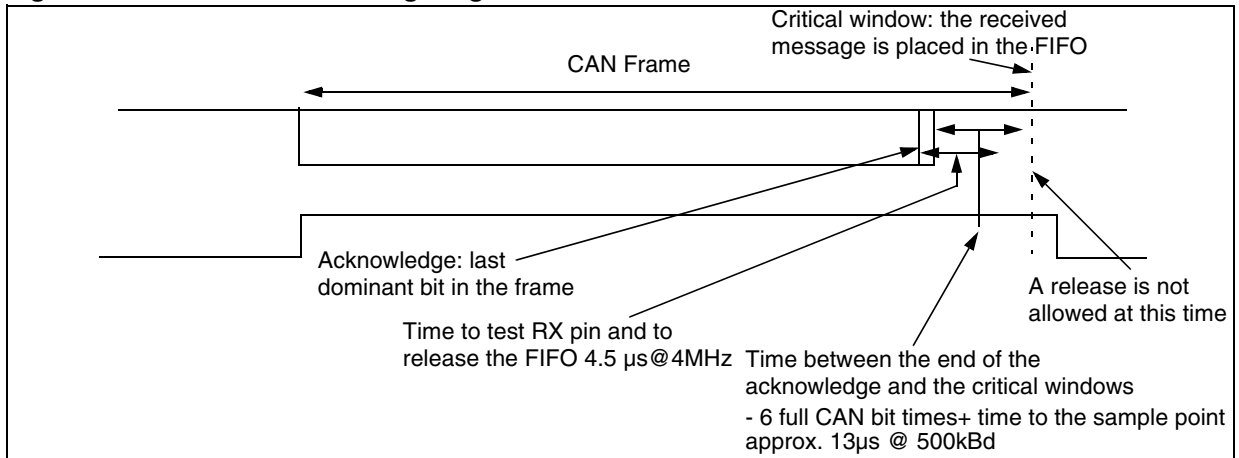 Critical window: the received
message is placed in the FIFO
CAN Frame
Acknowledge: last
dominant bit in the frame
A release is not
allowed at this time
Time to test RX pin and to
release the FIFO 4.5 µs@4MHz
Time between the end of the
acknowledge and the critical windows
- 6 full CAN bit times+ time to the sample point
approx. 13µs @ 500kBd